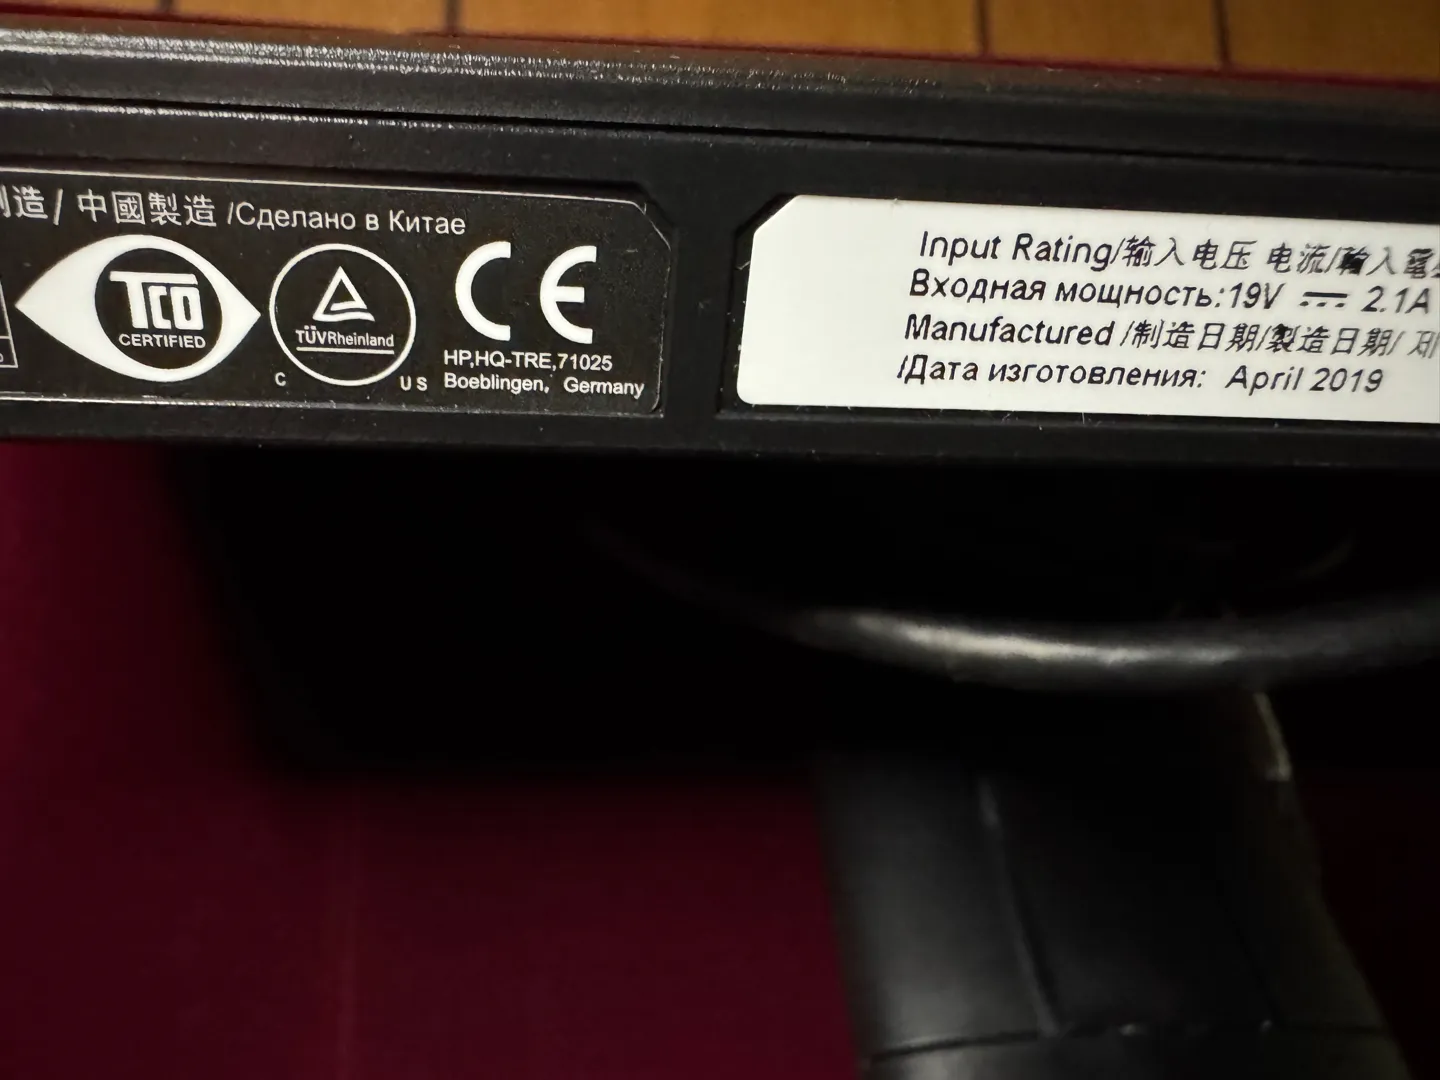 制造/ 中國製造 /Сделано в Китае
TCO
CERTIFIED
TÜVRheinland
C US
CE
HP,HQ-TRE,71025
Boeblingen, Germany
Input Rating/输入电压 电流/輸入電
Входная мощность:19V ⎓ 2.1A
Manufactured /制造日期/製造日期/
/Дата изготовления: April 2019